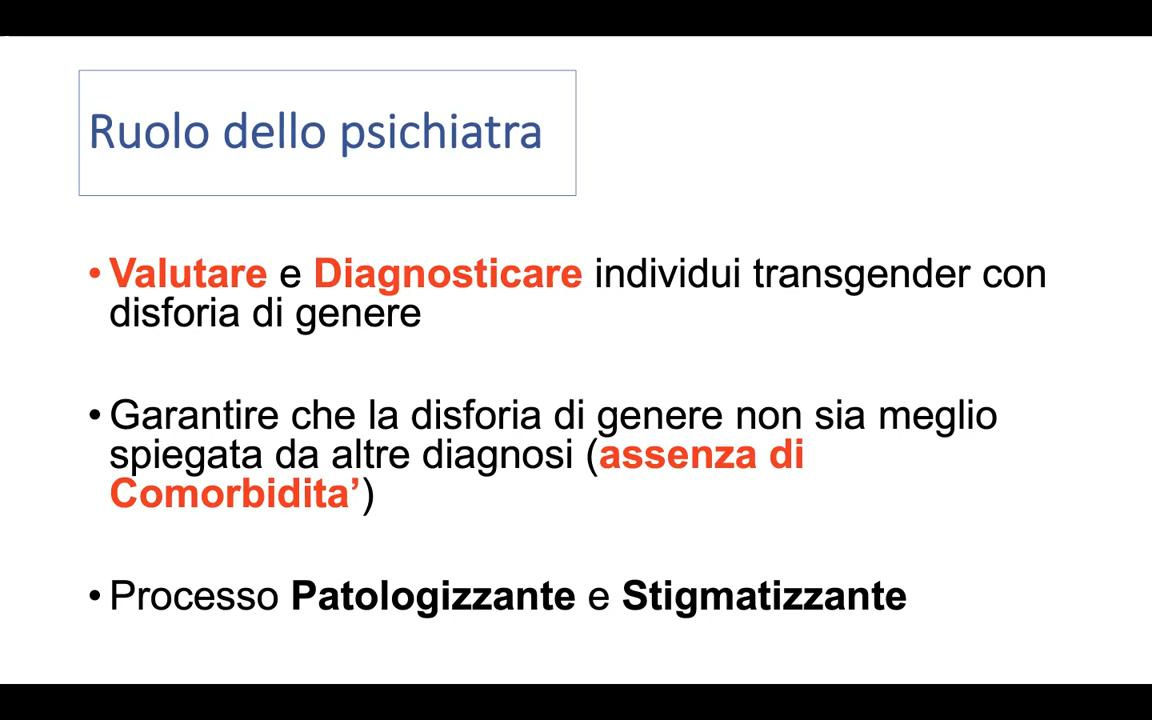 Ruolo dello psichiatra
• Valutare e Diagnosticare individui transgender con
disforia di genere
• Garantire che la disforia di genere non sia meglio
spiegata da altre diagnosi (assenza di
Comorbidita’)
• Processo Patologizzante e Stigmatizzante